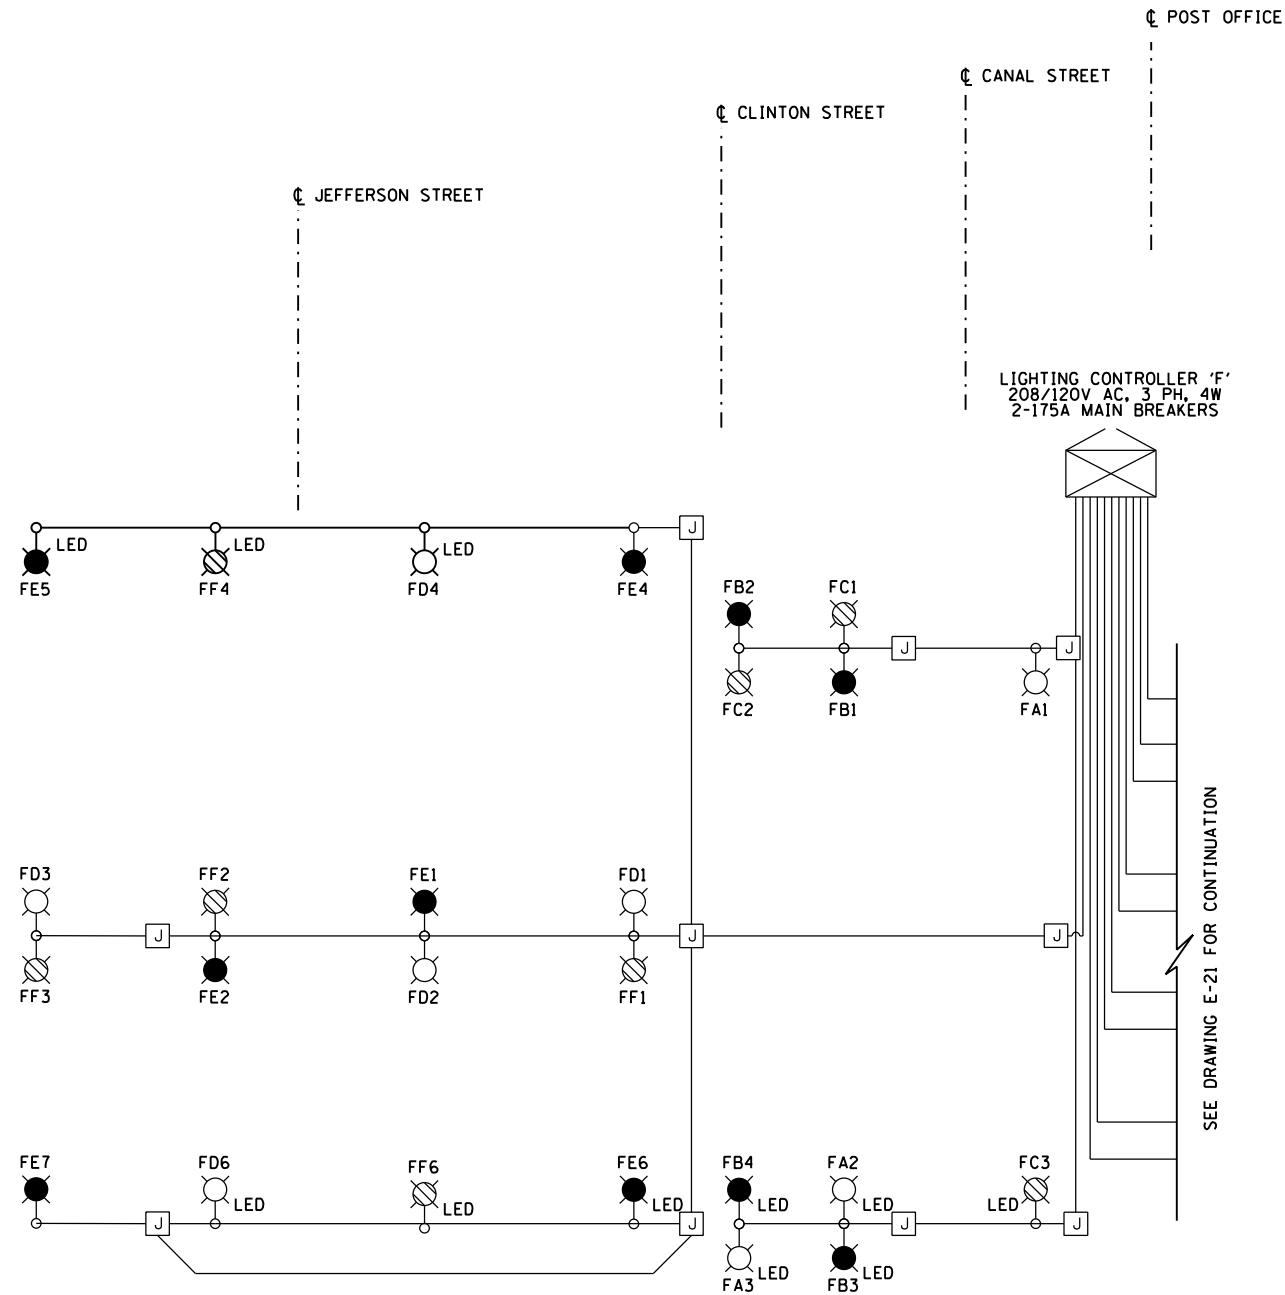 ℄ POST OFFICE
℄ CANAL STREET
℄ CLINTON STREET
℄ JEFFERSON STREET
LIGHTING CONTROLLER 'F'
208/120V AC, 3 PH, 4W
2-175A MAIN BREAKERS
J
LED
LED
LED
FE5
FF4
FD4
FE4
FB2
FC1
J
J
FC2
FB1
FA1
SEE DRAWING E-21 FOR CONTINUATION
FD3
FF2
FE1
FD1
J
J
J
FF3
FE2
FD2
FF1
FE7
FD6
FF6
FE6
FB4
FA2
FC3
LED
LED
LED
LED
LED
LED
J
J
J
J
FA3
LED
FB3
LED